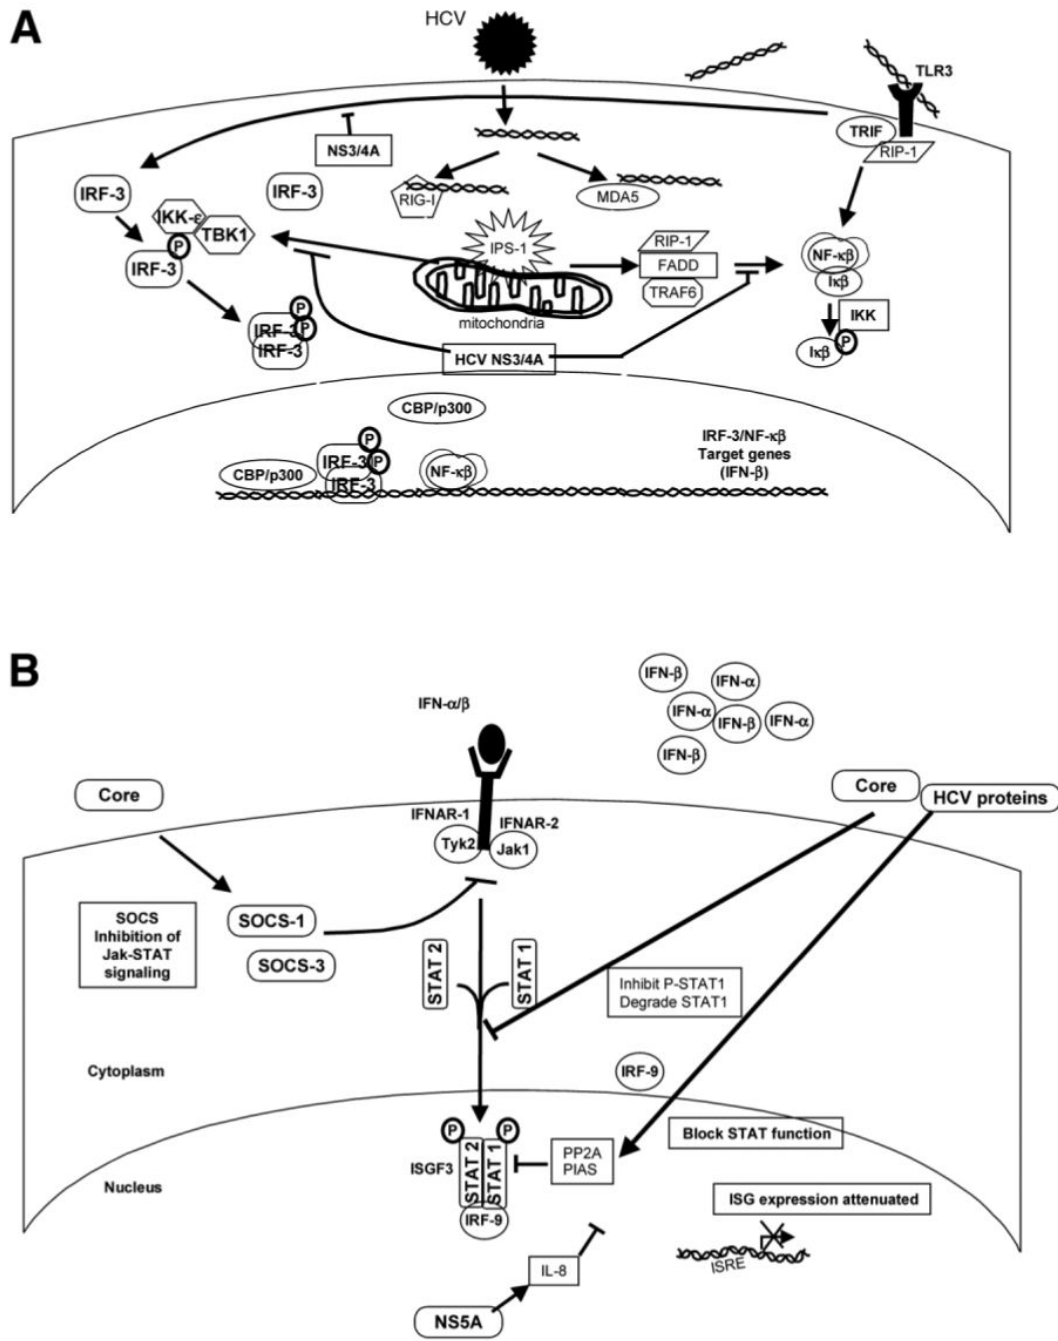 A
HCV
TLR3
TRIF
RIP-1
NS3/4A
IRF-3
IRF-3
RIG-I
MDA5
IKK-ε
TBK1
P
IRF-3
IPS-1
RIP-1
FADD
TRAF6
NF-κβ
Iκβ
IKK
P
Iκβ
mitochondria
P
P
IRF-3
IRF-3
HCV NS3/4A
CBP/p300
IRF-3/NF-κβ
Target genes
(IFN-β)
P
P
IRF-3
IRF-3
CBP/p300
NF-κβ
B
IFN-β
IFN-α
IFN-α
IFN-β
IFN-α
IFN-β
IFN-α/β
Core
Core
HCV proteins
IFNAR-1
IFNAR-2
Tyk2
Jak1
SOCS
Inhibition of
Jak-STAT
signaling
SOCS-1
SOCS-3
STAT 2
STAT 1
Inhibit P-STAT1
Degrade STAT1
Cytoplasm
IRF-9
P
P
Block STAT function
ISGF3
STAT 2
STAT 1
PP2A
PIAS
Nucleus
IRF-9
ISG expression attenuated
ISRE
IL-8
NS5A